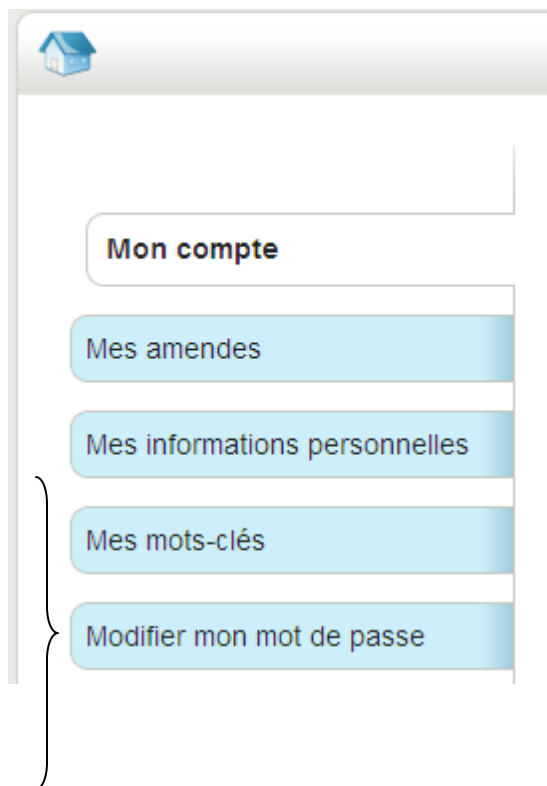 Mon compte
Mes amendes
Mes informations personnelles
Mes mots-clés
Modifier mon mot de passe